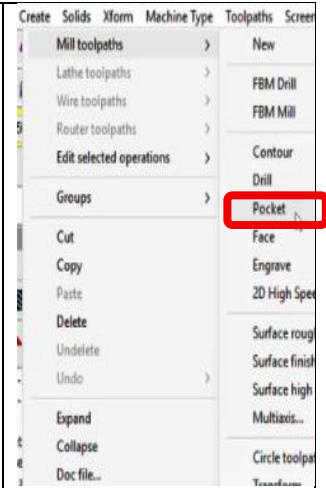 Create Solids Xform Machine Type Toolpaths Screen
Mill toolpaths >
Lathe toolpaths >
Wire toolpaths >
Router toolpaths >
Edit selected operations >
Groups >
Cut
Copy
Paste
Delete
Undelete
Undo >
Expand
Collapse
Doc file...
New
FBM Drill
FBM Mill
Contour
Drill
Pocket
Face
Engrave
2D High Spee
Surface roug
Surface finish
Surface high
Multiaxis...
Circle toolpat